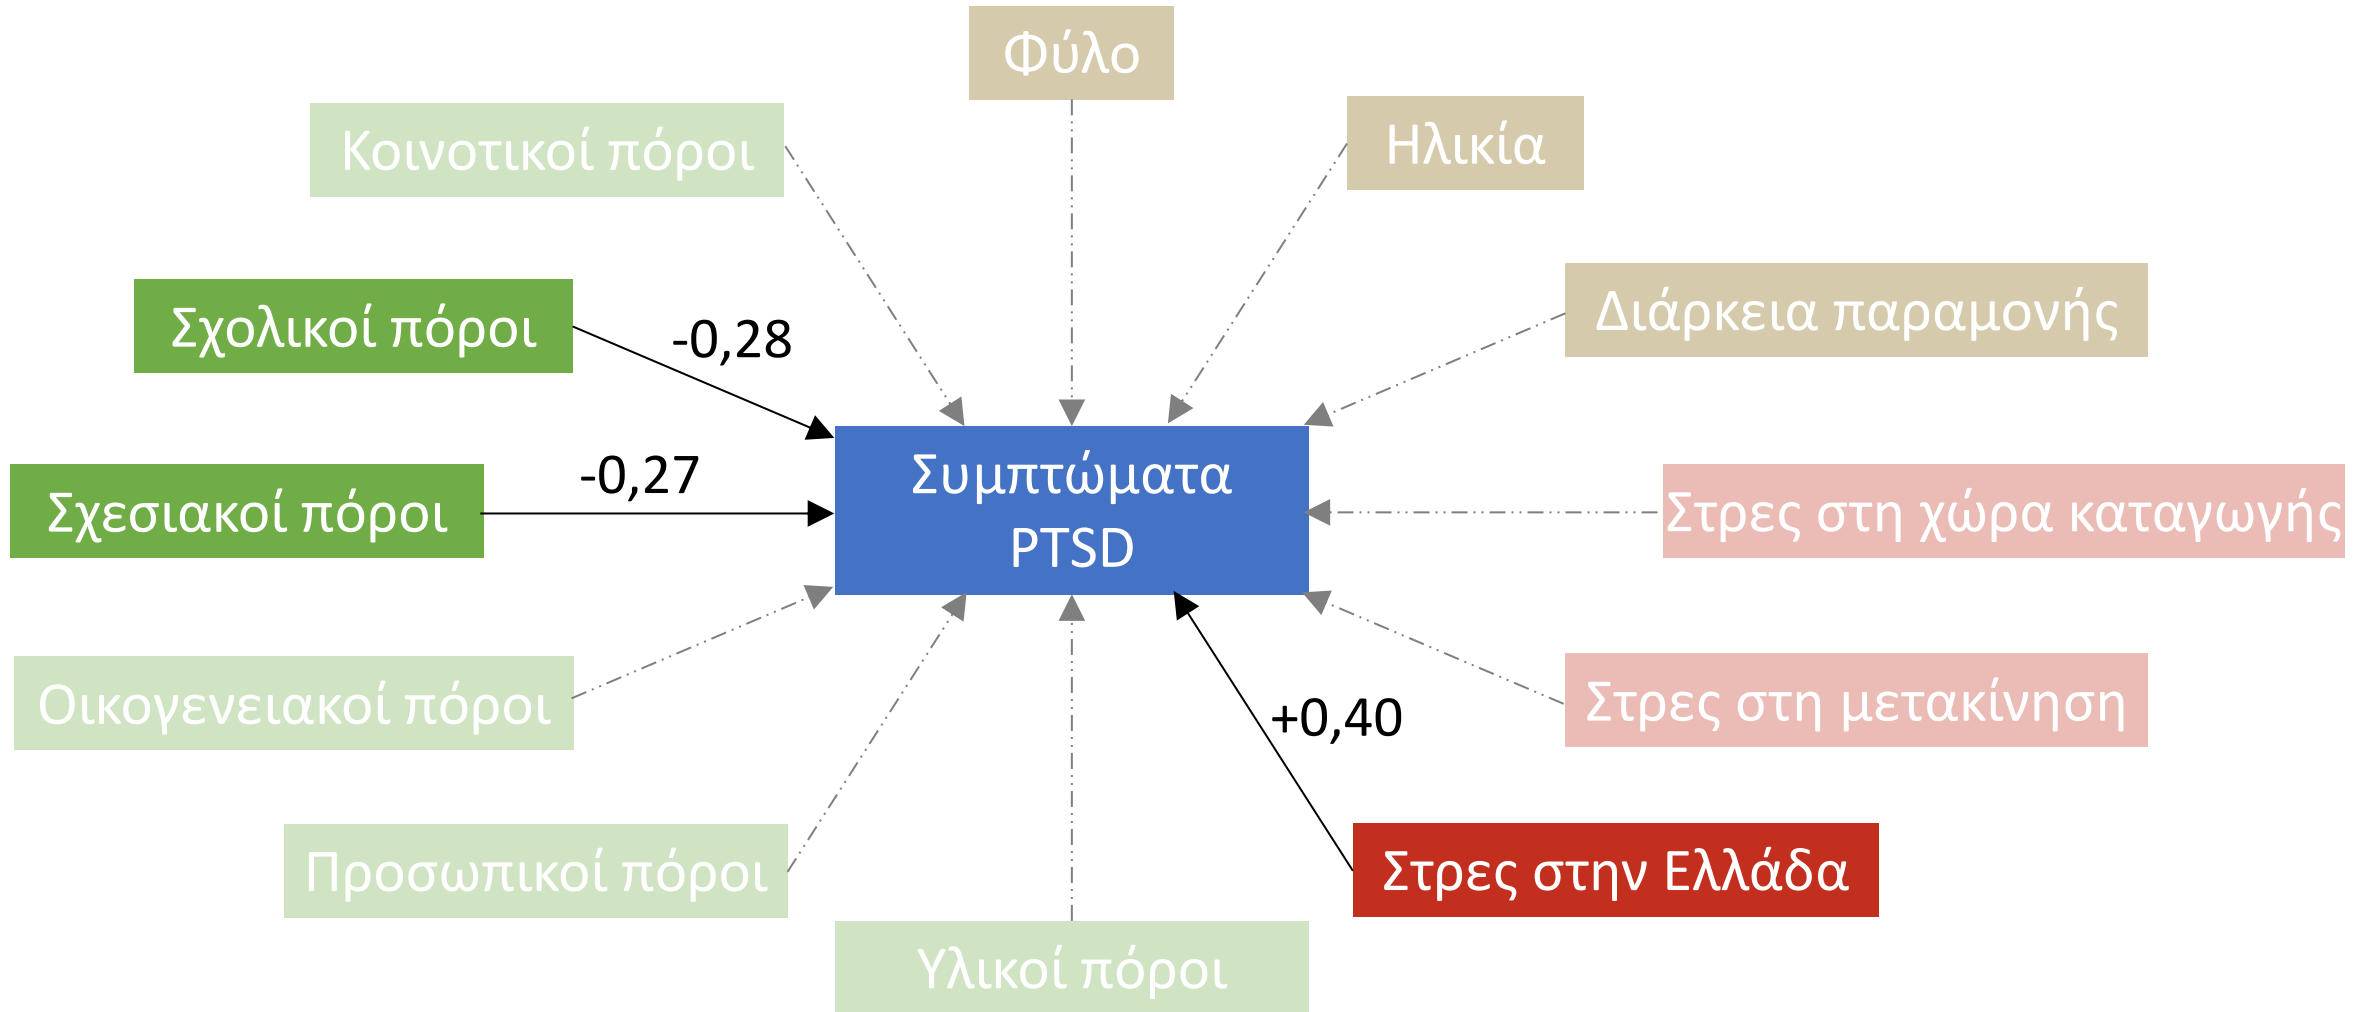 Φύλο
Κοινοτικοί πόροι
Ηλικία
Σχολικοί πόροι
-0,28
Διάρκεια παραμονής
Σχεσιακοί πόροι
-0,27
Συμπτώματα
PTSD
Στρες στη χώρα καταγωγής
Οικογενειακοί πόροι
Στρες στη μετακίνηση
+0,40
Προσωπικοί πόροι
Στρες στην Ελλάδα
Υλικοί πόροι